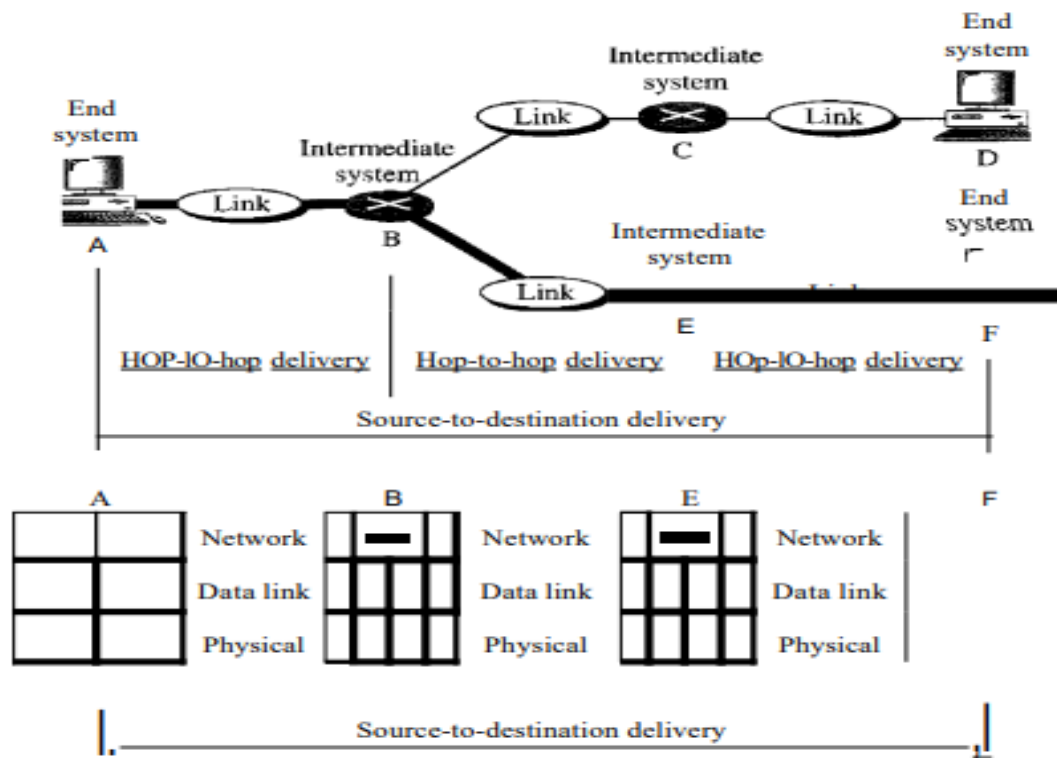 End
system
Intermediate
system
End
system
Link
Link
C
D
Intermediate
system
Link
A
B
Intermediate
system
End
system
Link
E
F
HOP-lO-hop delivery
Hop-to-hop delivery
HOp-lO-hop delivery
Source-to-destination delivery
A
B
E
F
Network
Network
Network
Data link
Data link
Data link
Physical
Physical
Physical
Source-to-destination delivery